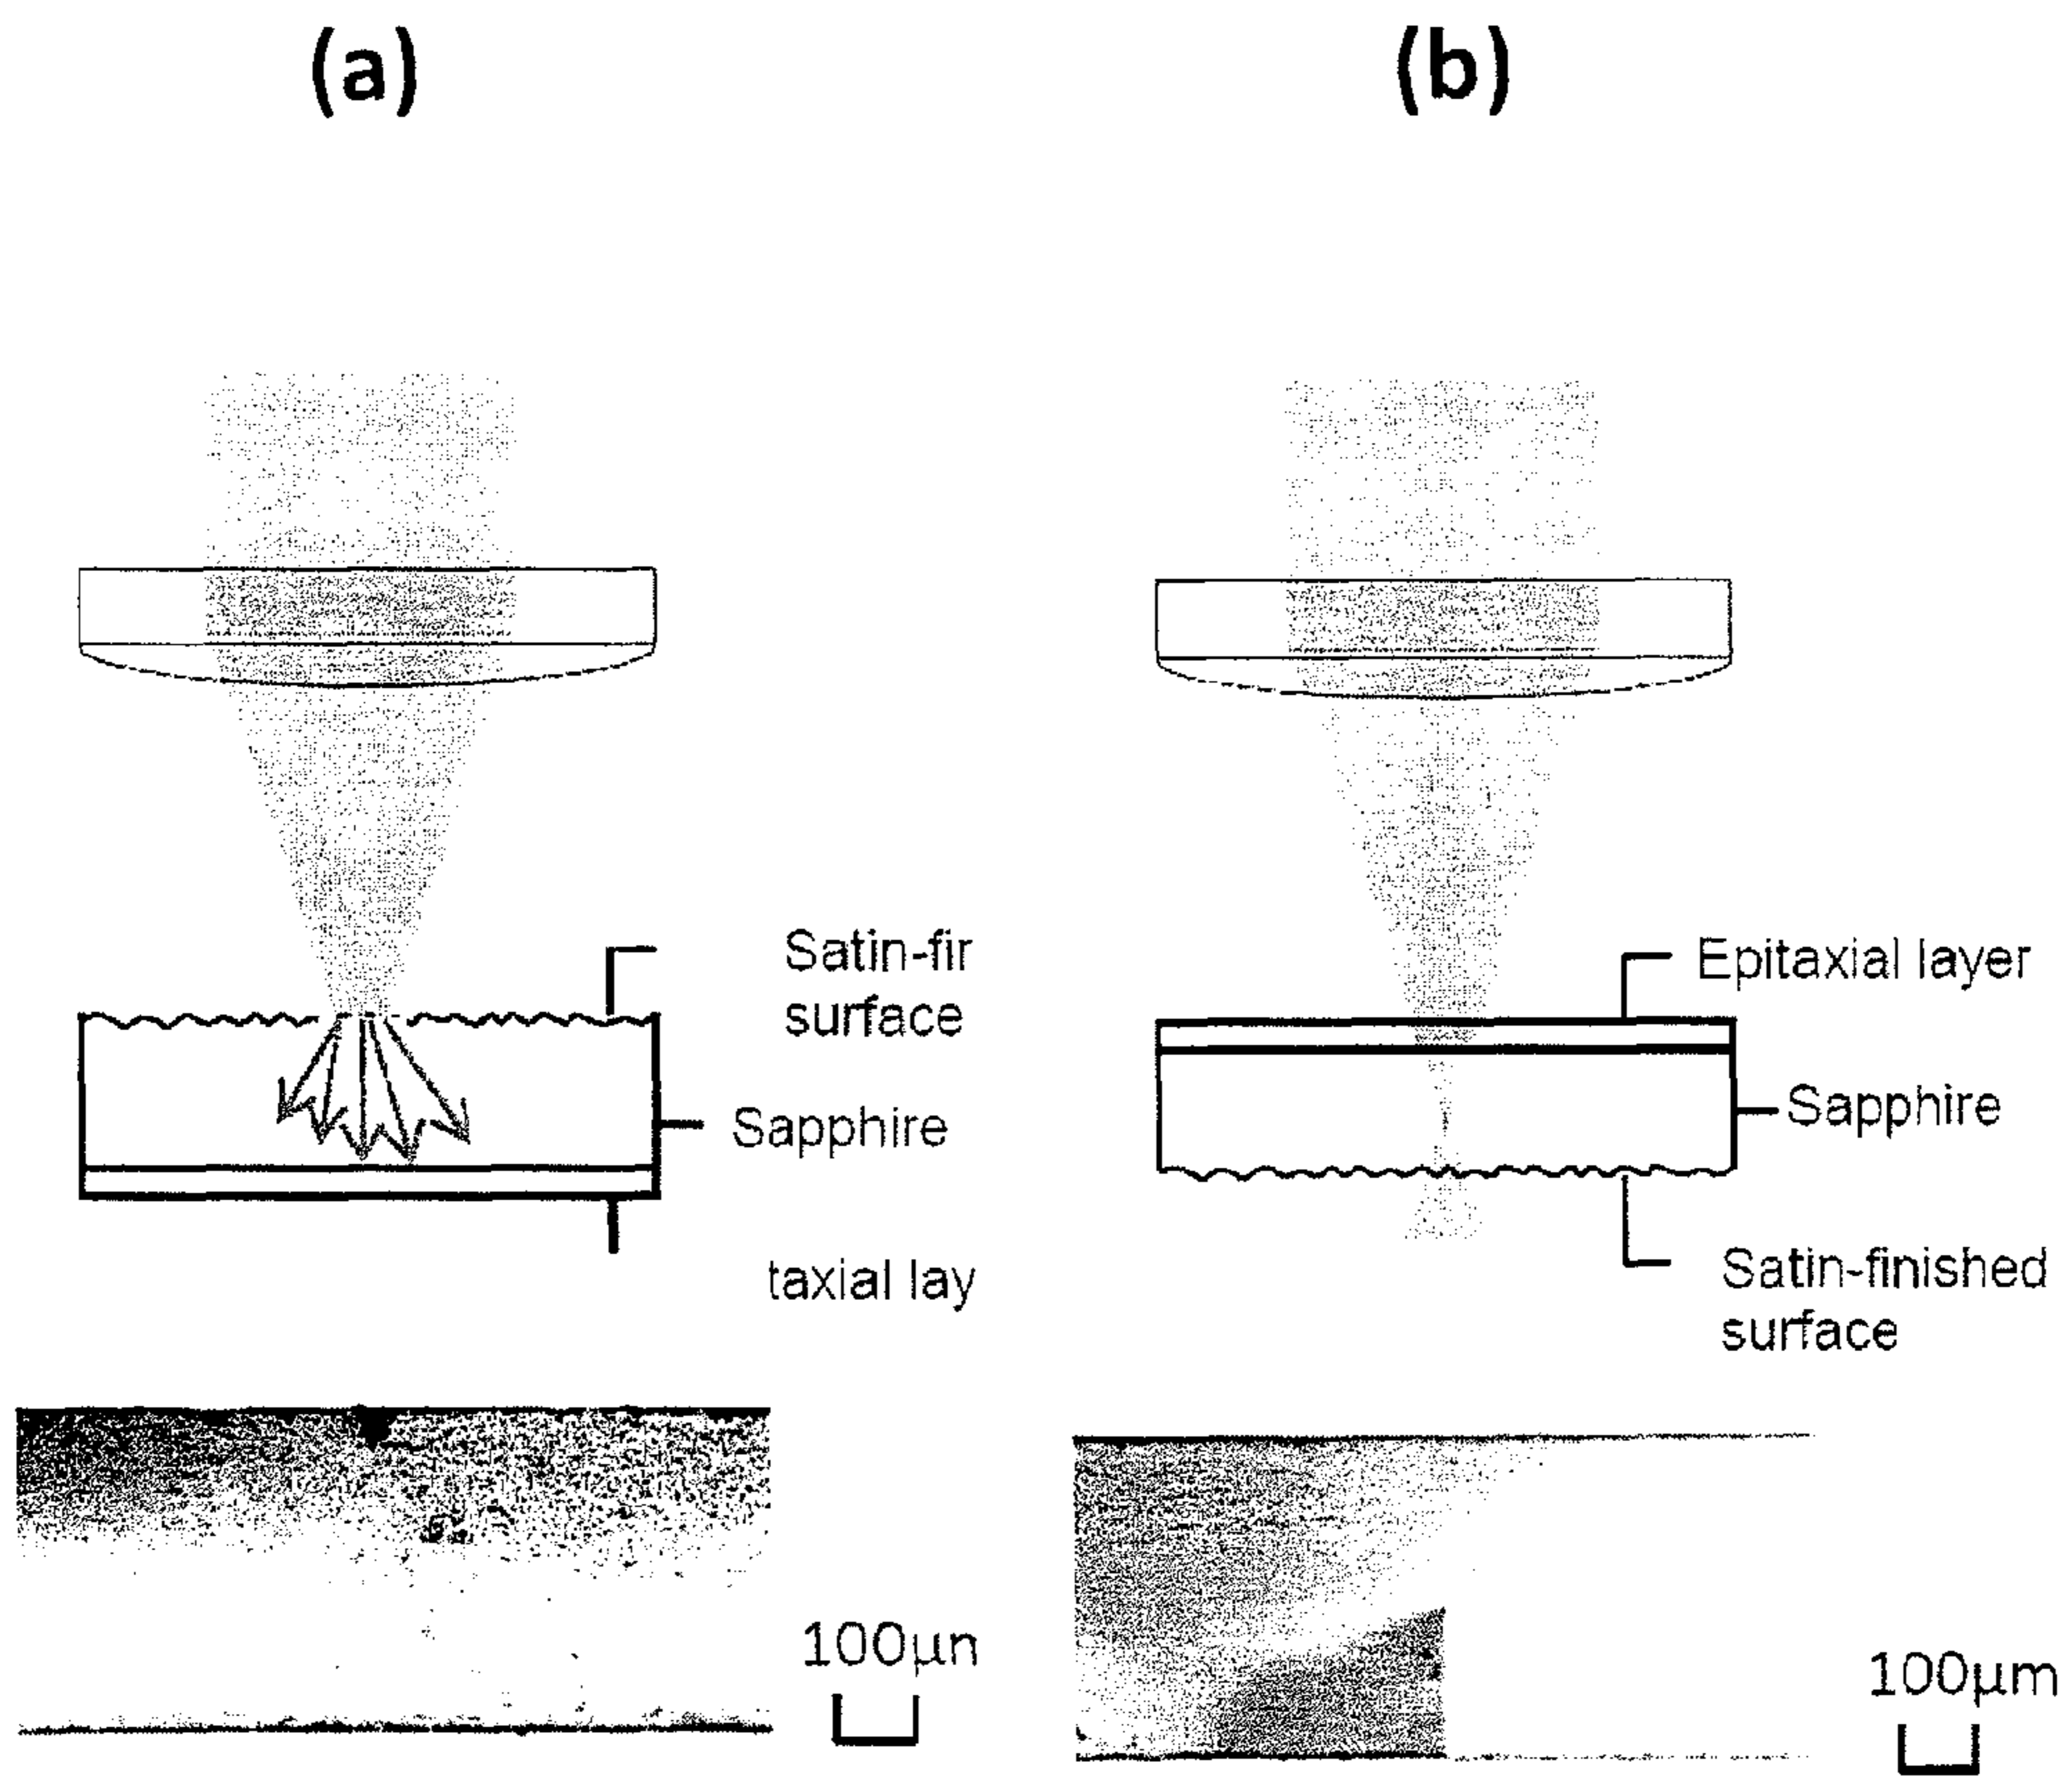 (a)
(b)
Satin-fir
surface
Sapphire
taxial lay
Epitaxial layer
Sapphire
Satin-finished
surface
100µn
100µm